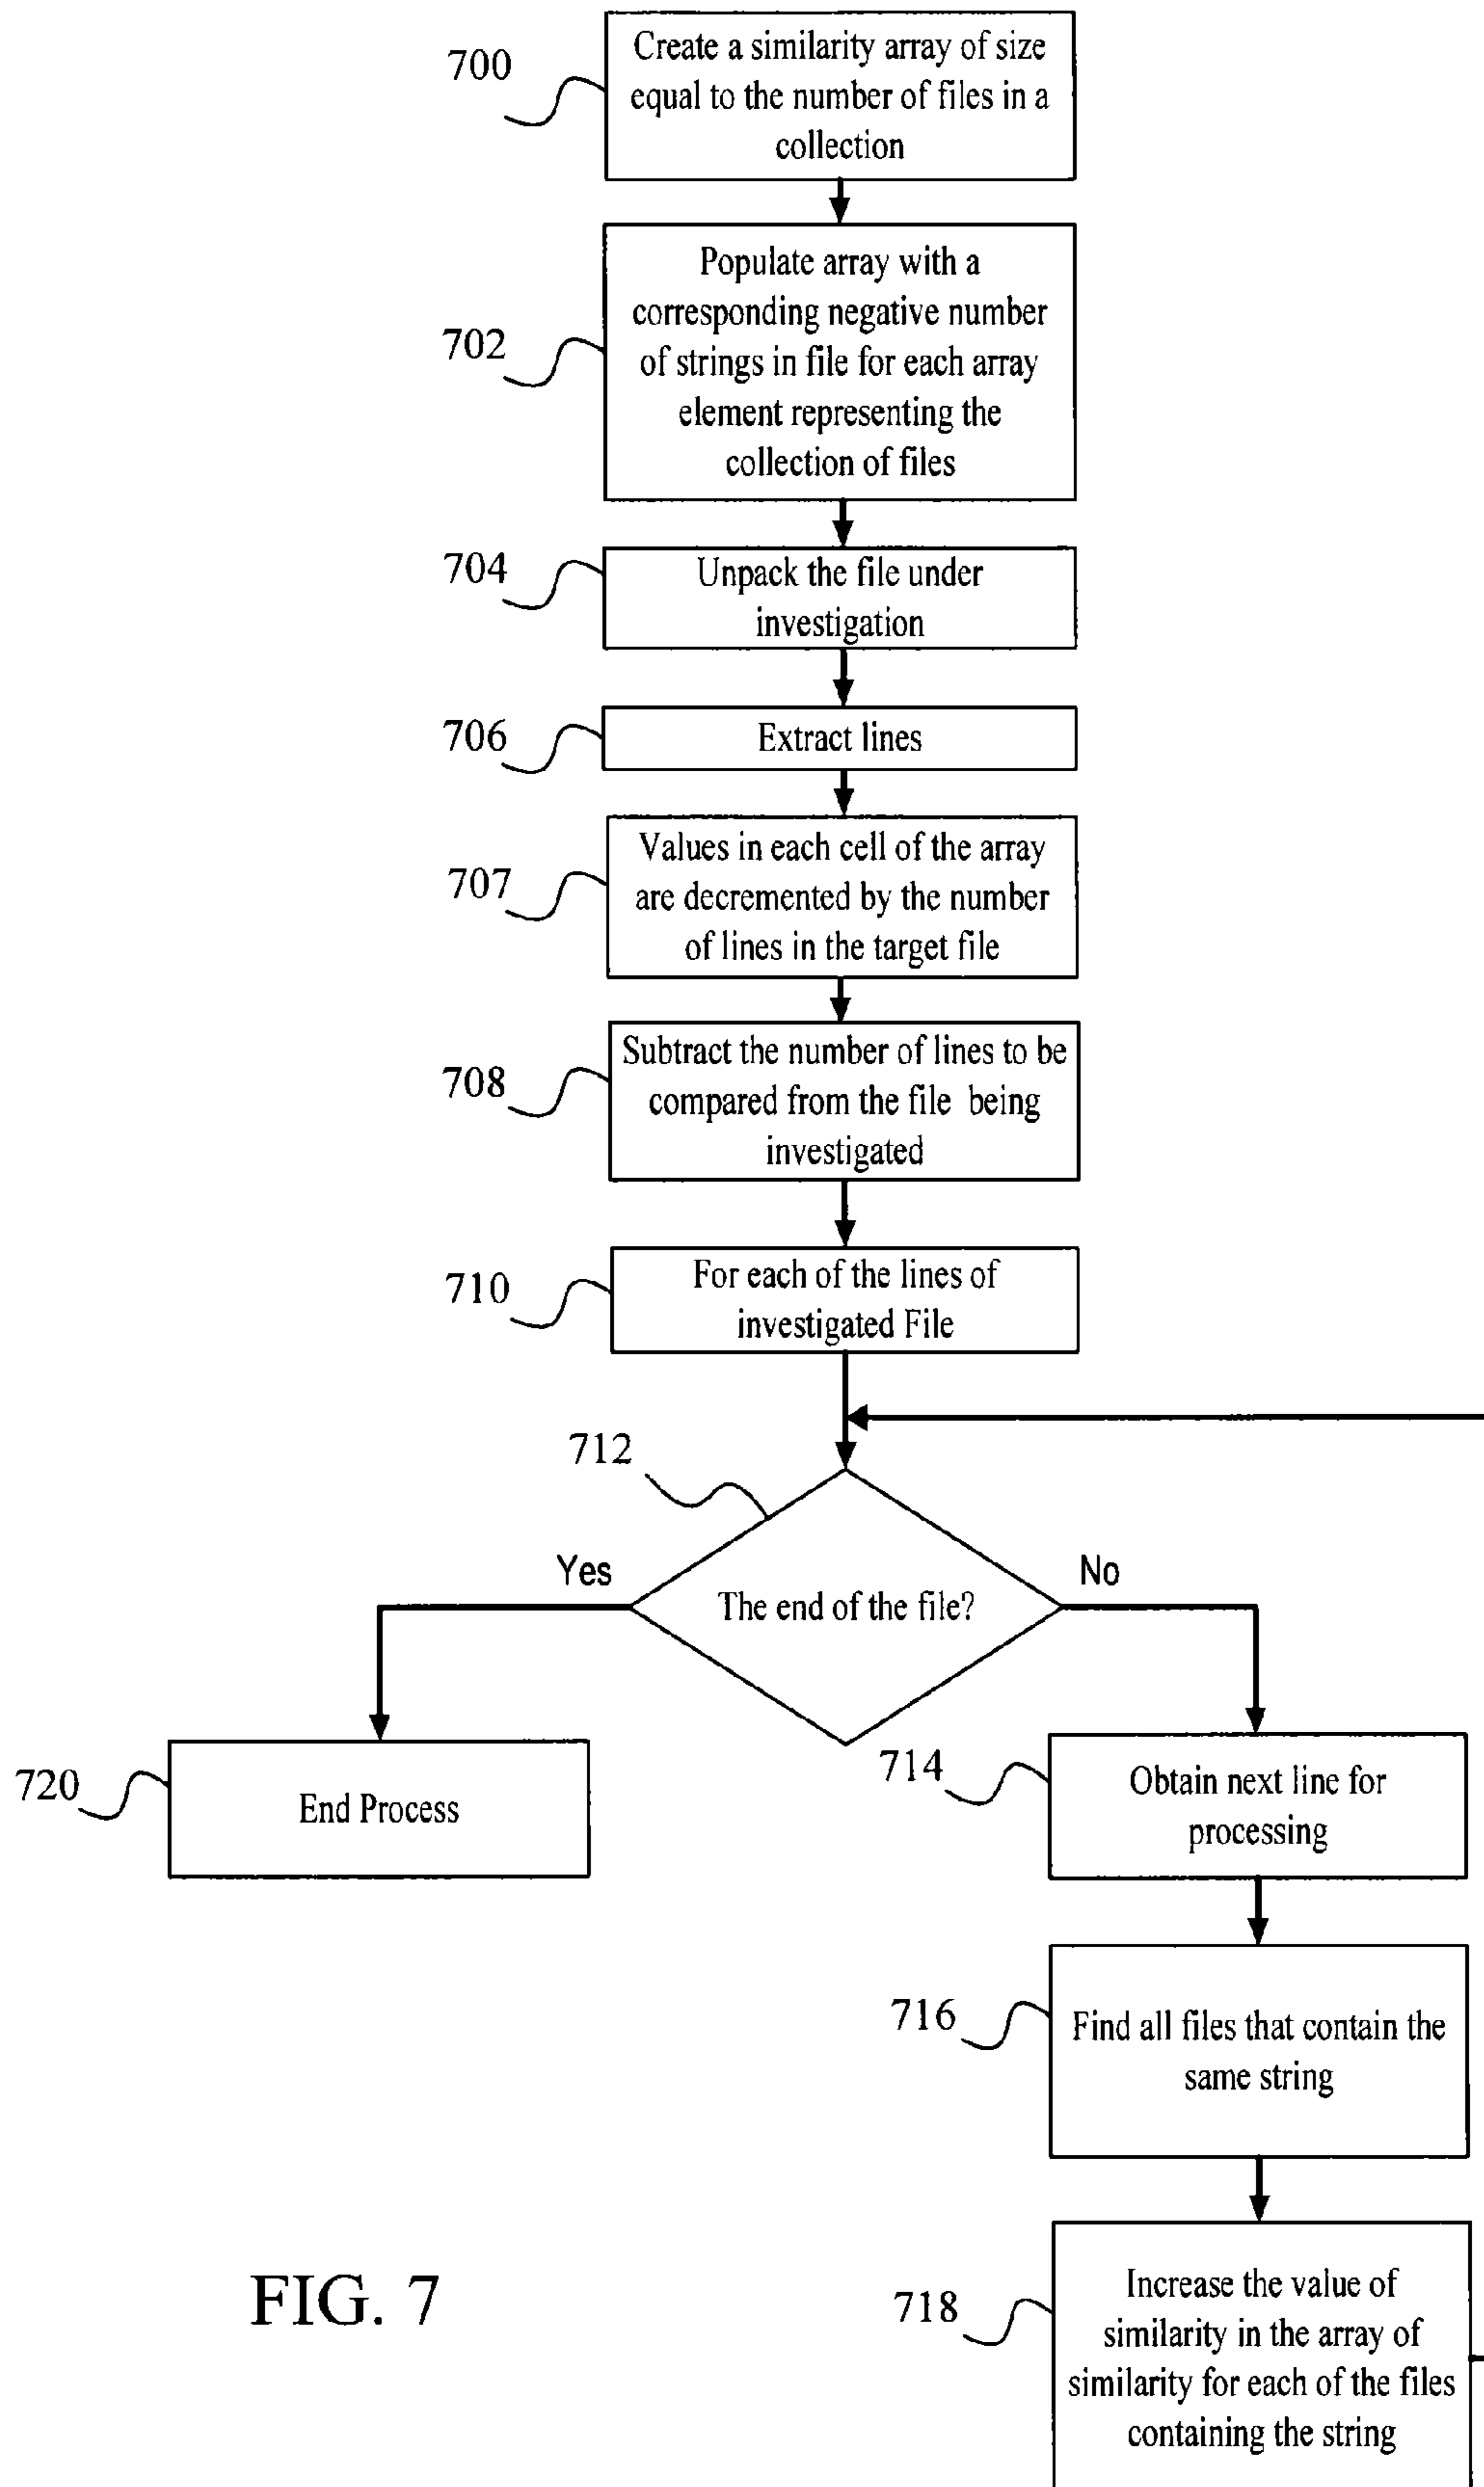 700
Create a similarity array of size
equal to the number of files in a
collection
702
Populate array with a
corresponding negative number
of strings in file for each array
element representing the
collection of files
704
Unpack the file under
investigation
706
Extract lines
707
Values in each cell of the array
are decremented by the number
of lines in the target file
708
Subtract the number of lines to be
compared from the file being
investigated
710
For each of the lines of
investigated File
712
The end of the file?
Yes
No
720
End Process
714
Obtain next line for
processing
716
Find all files that contain the
same string
718
Increase the value of
similarity in the array of
similarity for each of the files
containing the string
FIG. 7